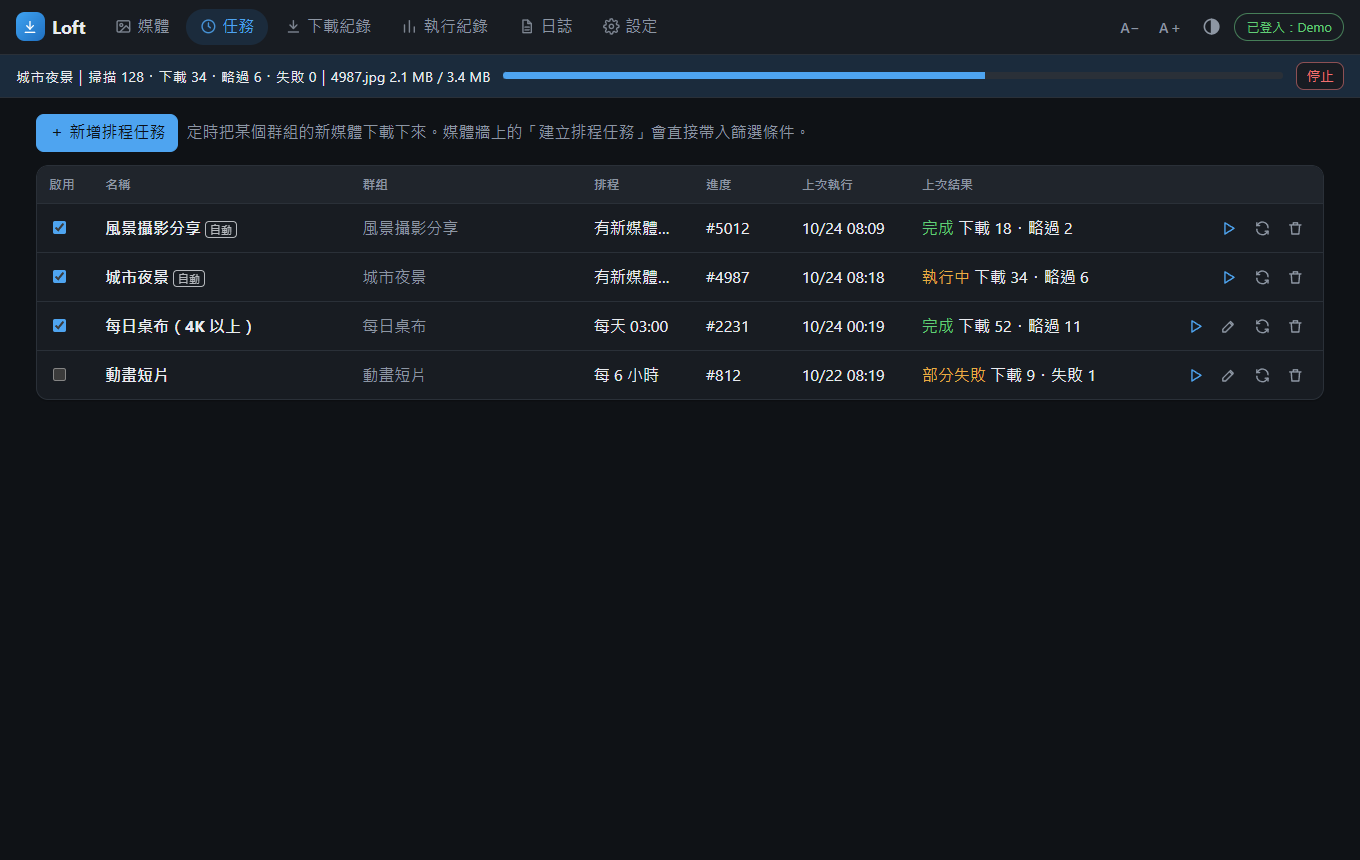 Loft 媒體 任務 下載紀錄 執行紀錄 日誌 設定 A− A+ 已登入：Demo
城市夜景 | 掃描 128 · 下載 34 · 略過 6 · 失敗 0 | 4987.jpg 2.1 MB / 3.4 MB 停止
+ 新增排程任務 定時把某個群組的新媒體下載下來。媒體牆上的「建立排程任務」會直接帶入篩選條件。
啟用 名稱 群組 排程 進度 上次執行 上次結果
風景攝影分享 自動 風景攝影分享 有新媒體... #5012 10/24 08:09 完成 下載 18 · 略過 2
城市夜景 自動 城市夜景 有新媒體... #4987 10/24 08:18 執行中 下載 34 · 略過 6
每日桌布（4K 以上） 每日桌布 每天 03:00 #2231 10/24 00:19 完成 下載 52 · 略過 11
動畫短片 動畫短片 每 6 小時 #812 10/22 08:19 部分失敗 下載 9 · 失敗 1